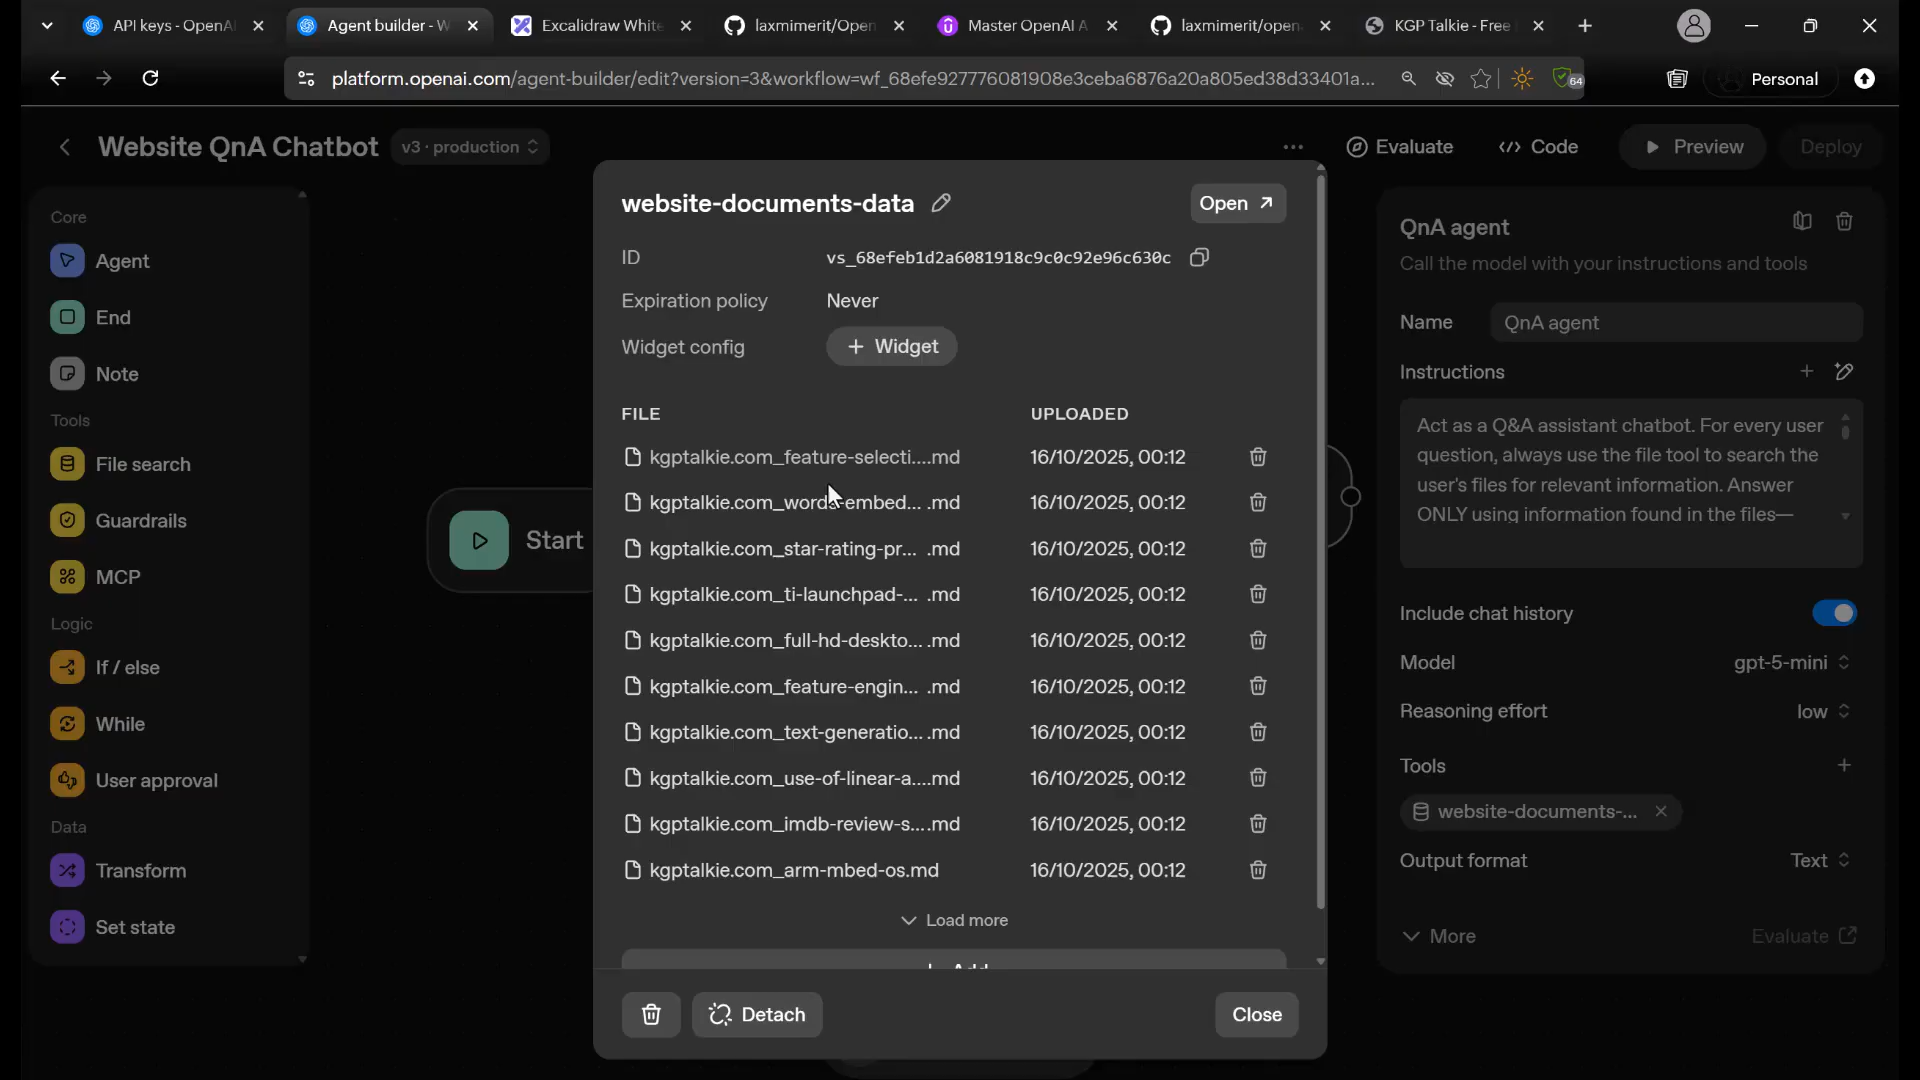 API keys - OpenAI
Agent builder - W
Excalidraw White
laxmimerit/Open
Master OpenAI A
laxmimerit/open-
KGP Talkie - Free
platform.openai.com/agent-builder/edit?version=3&workflow=wf_68efe927776081908e3ceba6876a20a805ed38d33401a...
64
Personal
Website QnA Chatbot
v3 · production
Evaluate
Code
Preview
Deploy
Core
Agent
End
Note
Tools
File search
Guardrails
MCP
Logic
If / else
While
User approval
Data
Transform
Set state
Start
website-documents-data
Open
ID
vs_68efeb1d2a6081918c9c0c92e96c630c
Expiration policy
Never
Widget config
+ Widget
FILE UPLOADED
kgptalkie.com_feature-selecti....md 16/10/2025, 00:12
kgptalkie.com_words-embed... .md 16/10/2025, 00:12
kgptalkie.com_star-rating-pr... .md 16/10/2025, 00:12
kgptalkie.com_ti-launchpad-... .md 16/10/2025, 00:12
kgptalkie.com_full-hd-deskto... .md 16/10/2025, 00:12
kgptalkie.com_feature-engin... .md 16/10/2025, 00:12
kgptalkie.com_text-generatio... .md 16/10/2025, 00:12
kgptalkie.com_use-of-linear-a....md 16/10/2025, 00:12
kgptalkie.com_imdb-review-s....md 16/10/2025, 00:12
kgptalkie.com_arm-mbed-os.md 16/10/2025, 00:12
Load more
Detach
Close
QnA agent
Call the model with your instructions and tools
Name
QnA agent
Instructions
Act as a Q&A assistant chatbot. For every user
question, always use the file tool to search the
user's files for relevant information. Answer
ONLY using information found in the files—
Include chat history
Model
gpt-5-mini
Reasoning effort
low
Tools
website-documents-...
Output format
Text
More
Evaluate